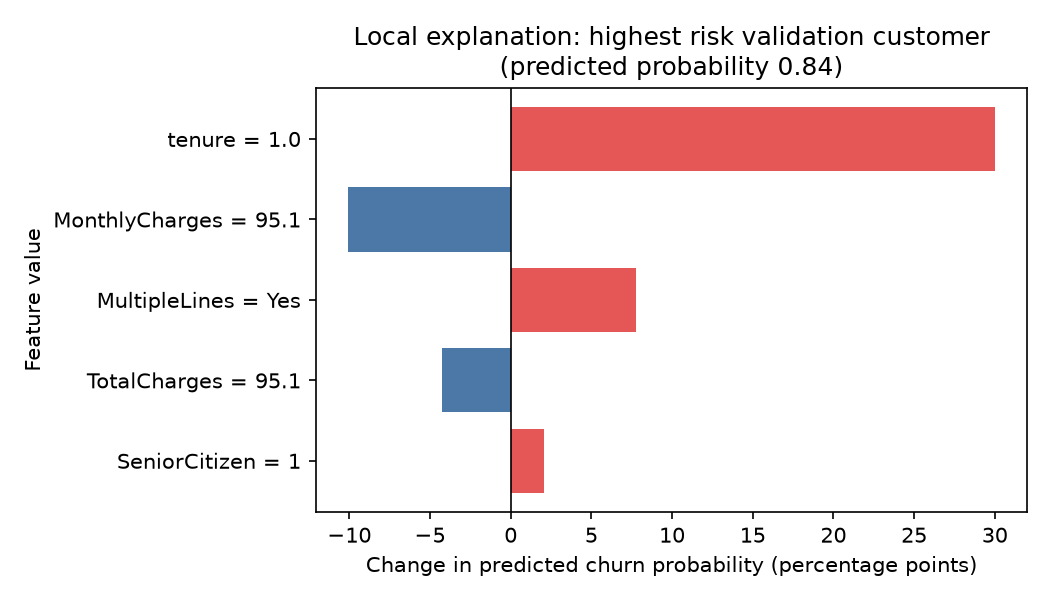 Local explanation: highest risk validation customer
(predicted probability 0.84)
Feature value
tenure = 1.0
MonthlyCharges = 95.1
MultipleLines = Yes
TotalCharges = 95.1
SeniorCitizen = 1
−10 −5 0 5 10 15 20 25 30
Change in predicted churn probability (percentage points)